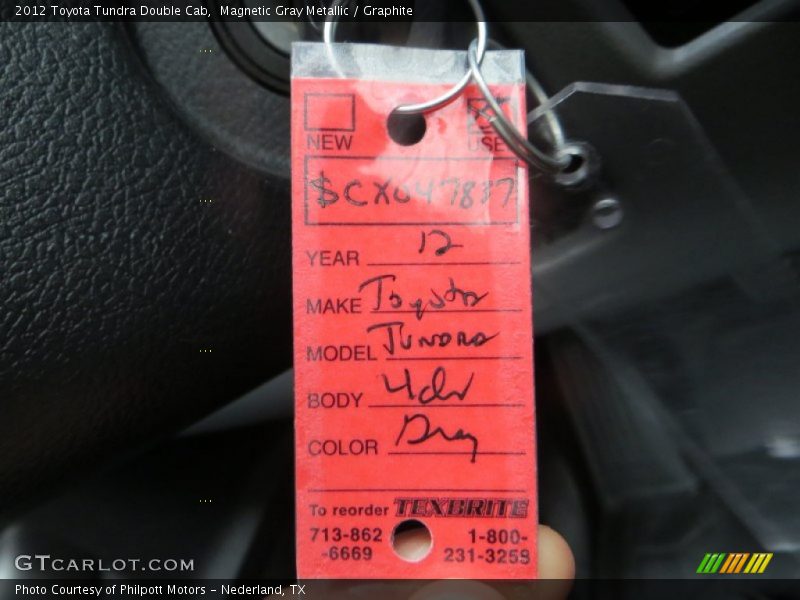 2012 Toyota Tundra Double Cab, Magnetic Gray Metallic / Graphite
NEW USE
$CX047837
YEAR 12
MAKE Toyota
MODEL Tundra
BODY 4dr
COLOR Gray
To reorder TEXBRITE
713-862-6669
1-800-231-3259
GTCARLOT.COM
Photo Courtesy of Philpott Motors - Nederland, TX